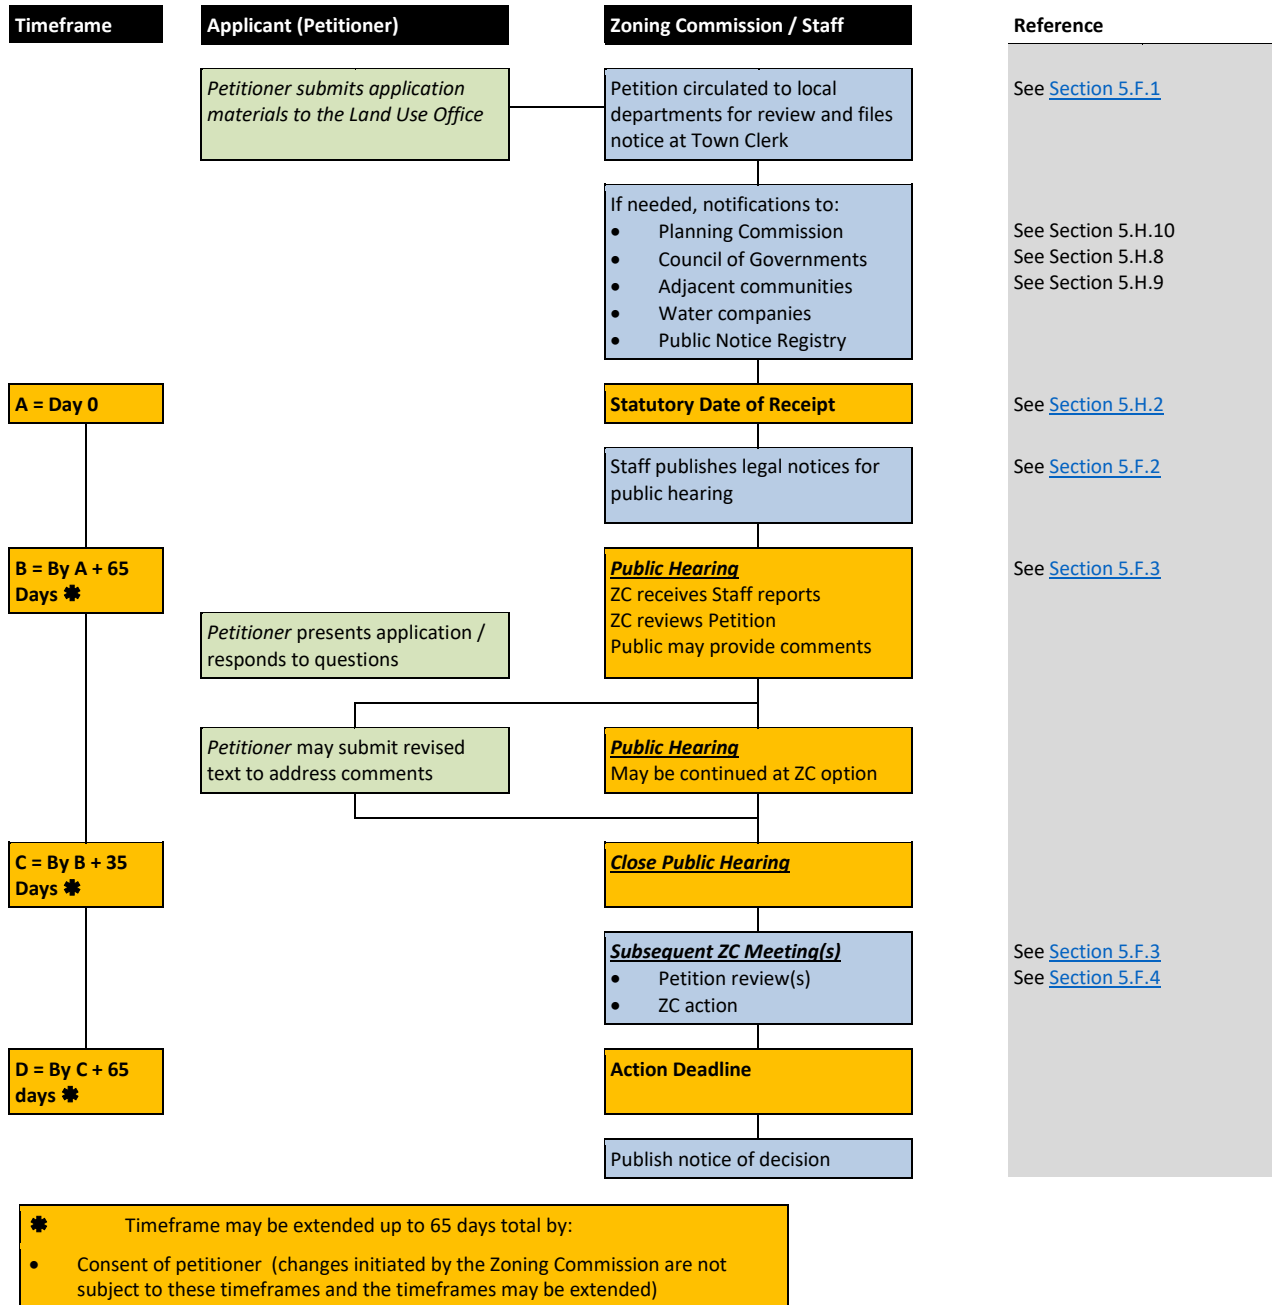 Timeframe
Applicant (Petitioner)
Zoning Commission / Staff
Reference
Petitioner submits application
materials to the Land Use Office
Petition circulated to local
departments for review and files
notice at Town Clerk
See Section 5.F.1
If needed, notifications to:
• Planning Commission
• Council of Governments
• Adjacent communities
• Water companies
• Public Notice Registry
See Section 5.H.10
See Section 5.H.8
See Section 5.H.9
A = Day 0
Statutory Date of Receipt
See Section 5.H.2
Staff publishes legal notices for
public hearing
See Section 5.F.2
B = By A + 65
Days ✱
Public Hearing
ZC receives Staff reports
ZC reviews Petition
Public may provide comments
See Section 5.F.3
Petitioner presents application /
responds to questions
Petitioner may submit revised
text to address comments
Public Hearing
May be continued at ZC option
C = By B + 35
Days ✱
Close Public Hearing
Subsequent ZC Meeting(s)
• Petition review(s)
• ZC action
See Section 5.F.3
See Section 5.F.4
D = By C + 65
days ✱
Action Deadline
Publish notice of decision
✱ Timeframe may be extended up to 65 days total by:
• Consent of petitioner (changes initiated by the Zoning Commission are not
subject to these timeframes and the timeframes may be extended)